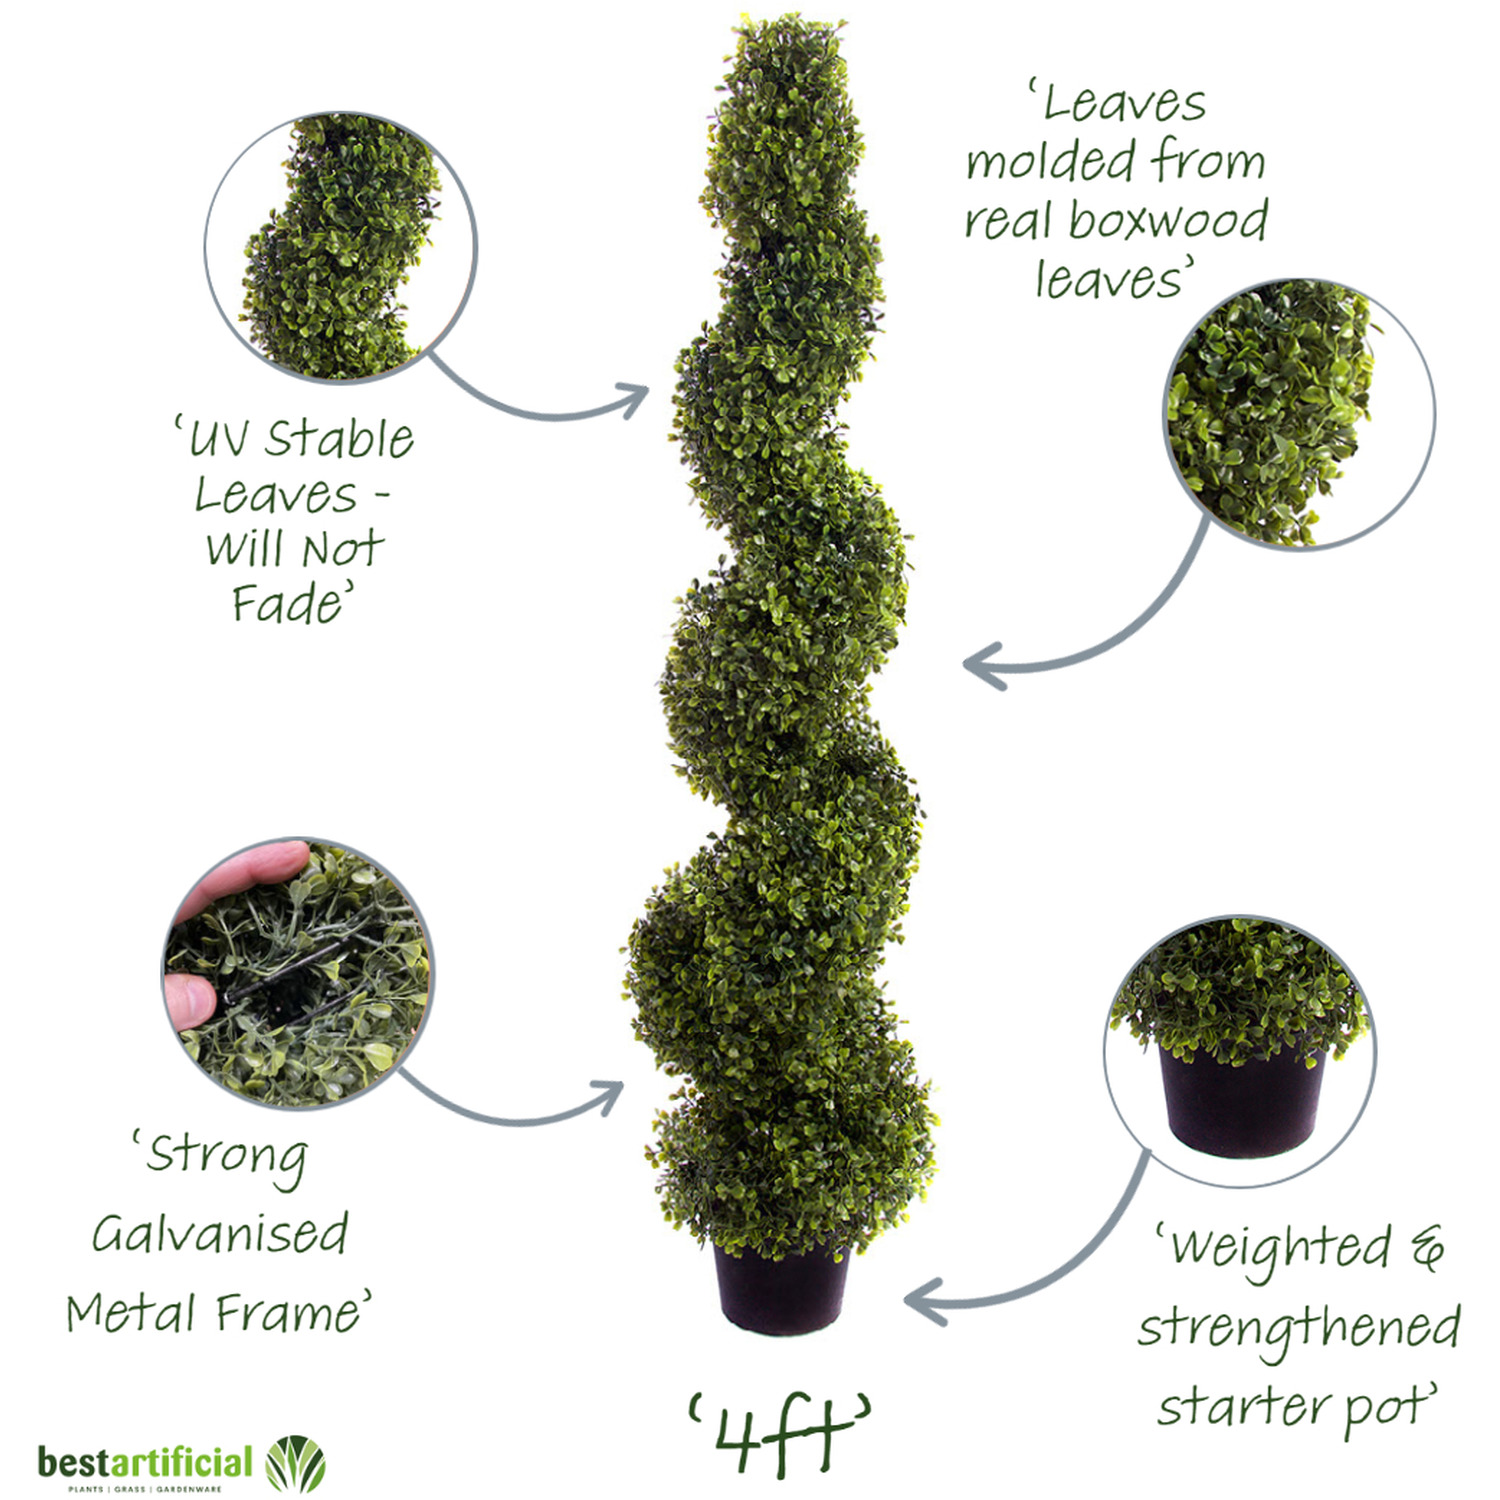 ‘Leaves
molded from
real boxwood
leaves’
‘UV Stable
Leaves -
Will Not
Fade’
‘Strong
Galvanised
Metal Frame’
‘Weighted &
strengthened
starter pot’
‘4ft’
bestartificial
PLANTS | GRASS | GARDENWARE